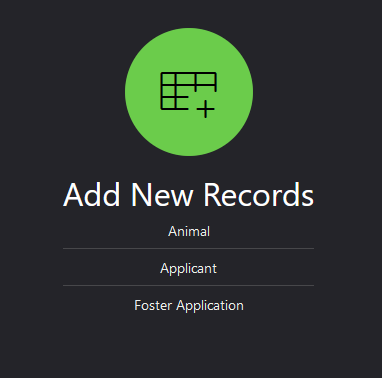 Add New Records
Animal
Applicant
Foster Application